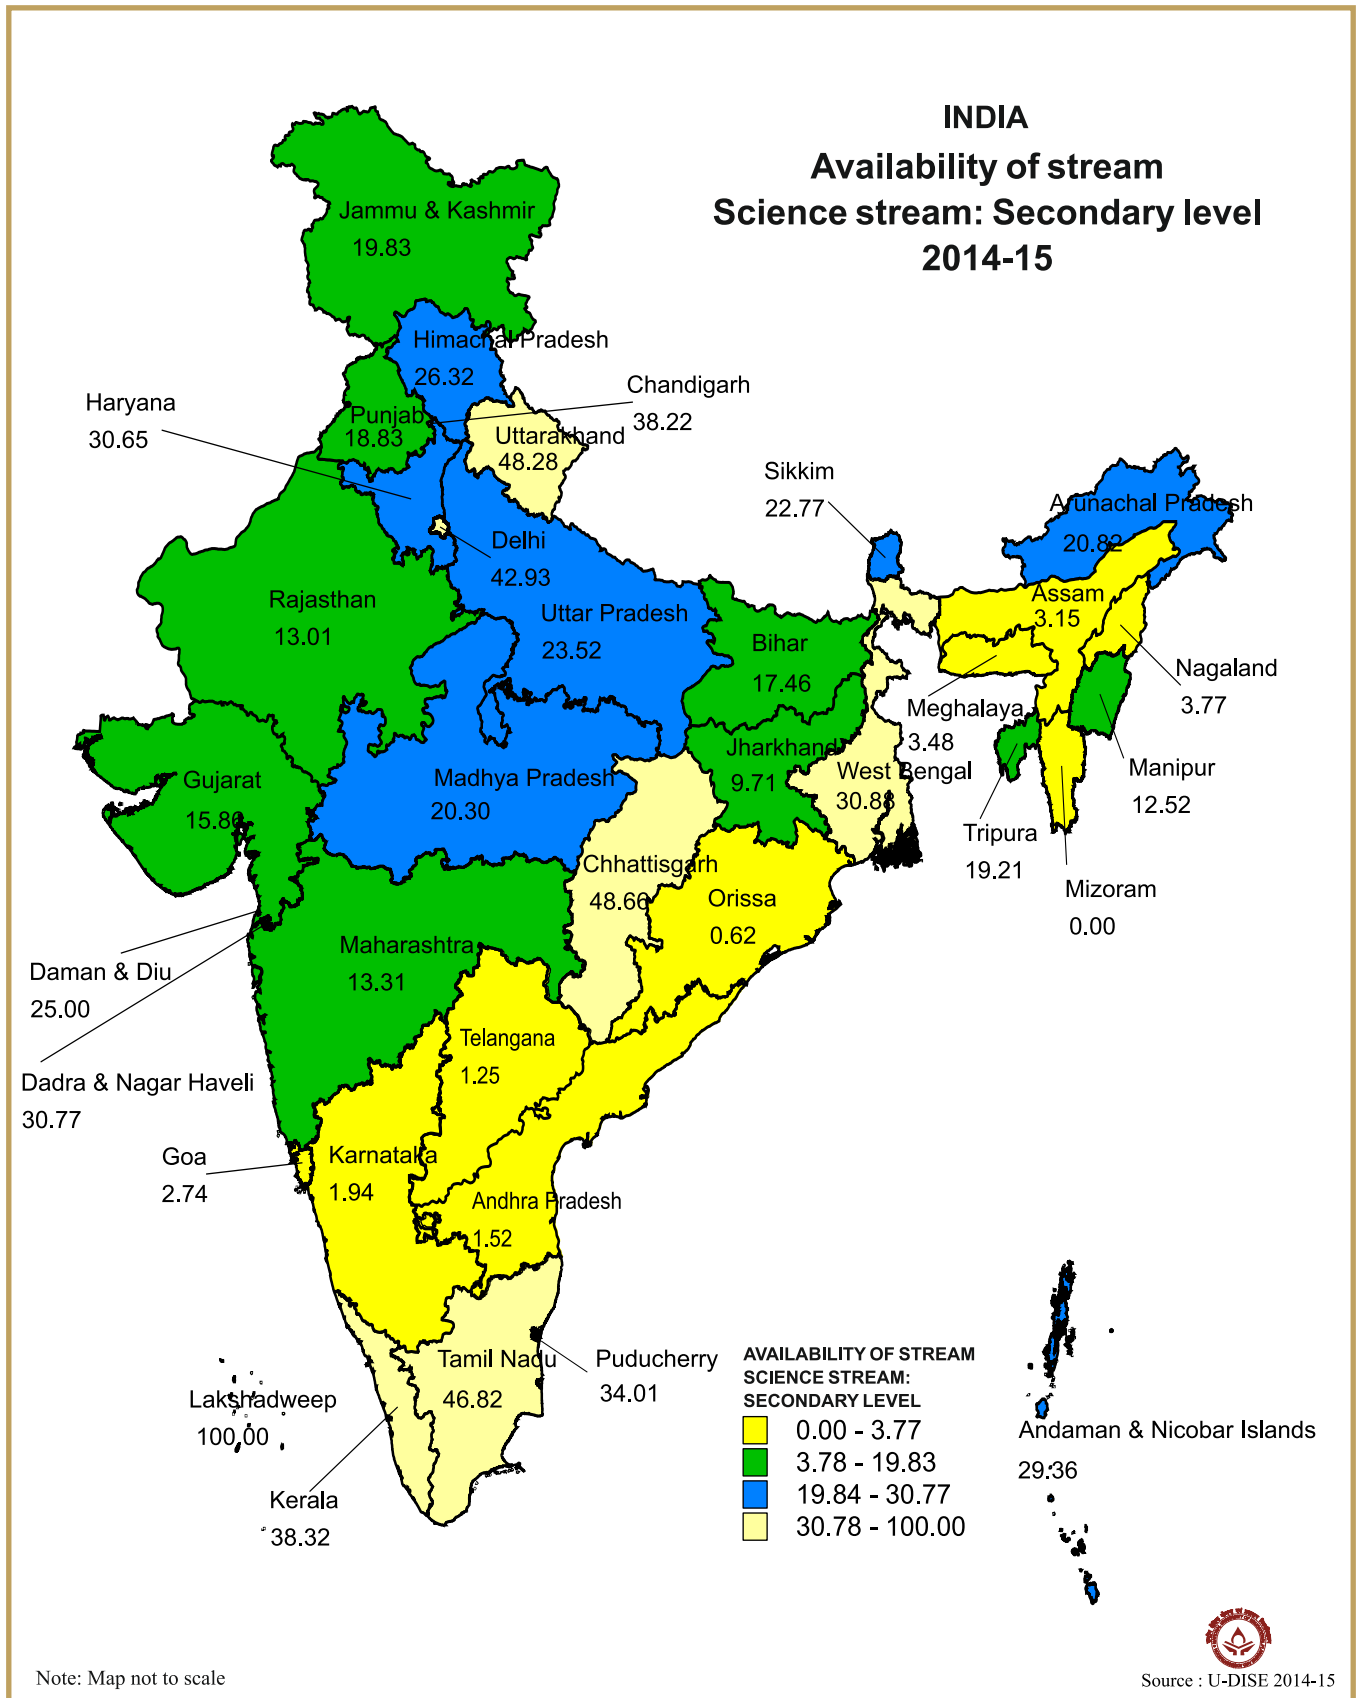 INDIA
Availability of stream
Science stream: Secondary level
2014-15
Jammu & Kashmir
19.83
Himachal Pradesh
26.32
Chandigarh
38.22
Haryana
30.65
Punjab
18.83
Uttarakhand
48.28
Sikkim
22.77
Arunachal Pradesh
20.82
Delhi
42.93
Rajasthan
13.01
Uttar Pradesh
23.52
Assam
3.15
Bihar
17.46
Nagaland
3.77
Meghalaya
3.48
Jharkhand
9.71
West Bengal
30.88
Manipur
12.52
Gujarat
15.86
Madhya Pradesh
20.30
Tripura
19.21
Chhattisgarh
48.66
Orissa
0.62
Mizoram
0.00
Maharashtra
13.31
Daman & Diu
25.00
Telangana
1.25
Dadra & Nagar Haveli
30.77
Goa
2.74
Karnataka
1.94
Andhra Pradesh
1.52
Tamil Nadu
46.82
Puducherry
34.01
Lakshadweep
100.00
Kerala
38.32
Andaman & Nicobar Islands
29.36
AVAILABILITY OF STREAM
SCIENCE STREAM:
SECONDARY LEVEL
0.00 - 3.77
3.78 - 19.83
19.84 - 30.77
30.78 - 100.00
Note: Map not to scale
Source : U-DISE 2014-15